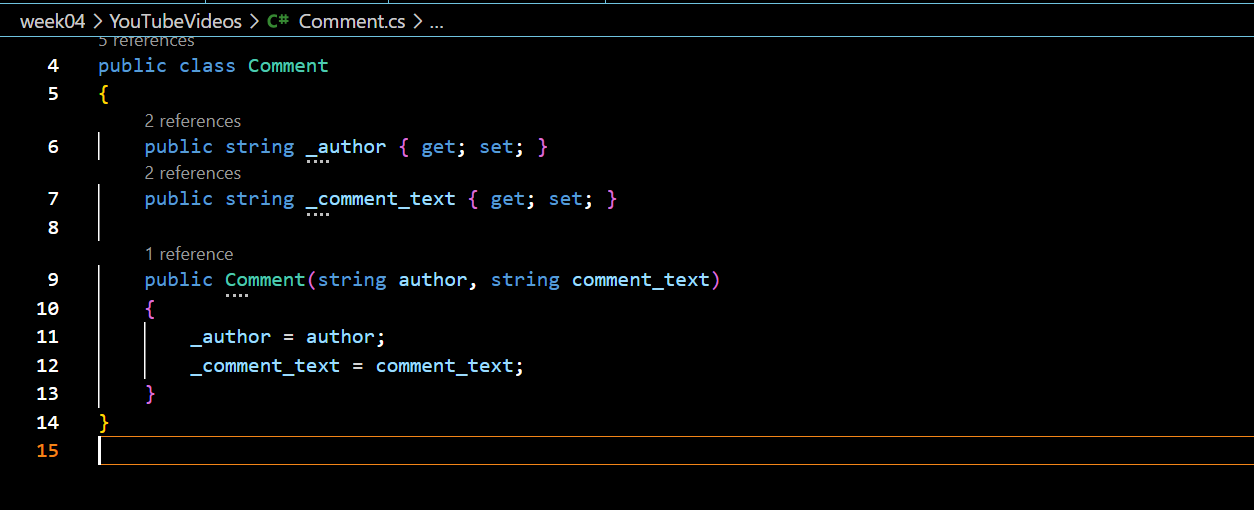 week04 > YouTubeVideos > C# Comment.cs > ...
5 references
4 public class Comment
5 {
2 references
6 public string _author { get; set; }
2 references
7 public string _comment_text { get; set; }
8
1 reference
9 public Comment(string author, string comment_text)
10 {
11 _author = author;
12 _comment_text = comment_text;
13 }
14 }
15